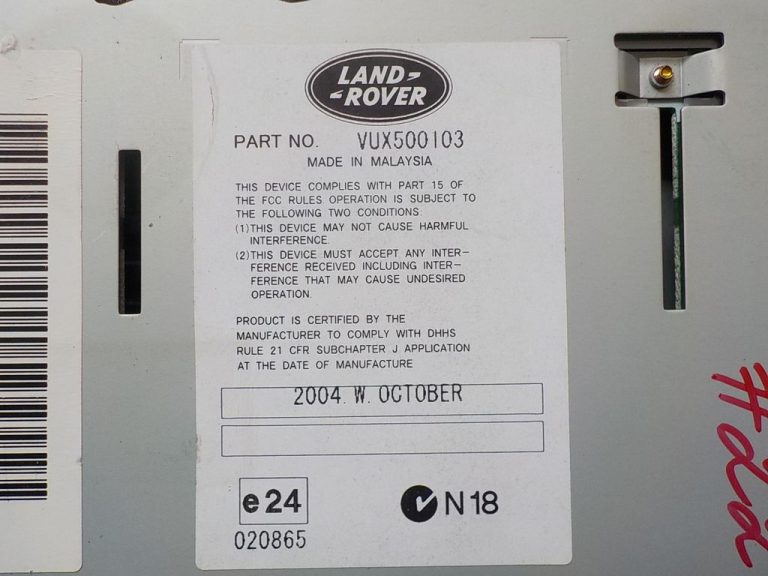 LAND-
-ROVER
PART NO. VUX500103
MADE IN MALAYSIA
THIS DEVICE COMPLIES WITH PART 15 OF
THE FCC RULES OPERATION IS SUBJECT TO
THE FOLLOWING TWO CONDITIONS:
(1)THIS DEVICE MAY NOT CAUSE HARMFUL
INTERFERENCE.
(2)THIS DEVICE MUST ACCEPT ANY INTER-
FERENCE RECEIVED INCLUDING INTER-
FERENCE THAT MAY CAUSE UNDESIRED
OPERATION.
PRODUCT IS CERTIFIED BY THE
MANUFACTURER TO COMPLY WITH DHHS
RULE 21 CFR SUBCHAPTER J APPLICATION
AT THE DATE OF MANUFACTURE
2004. W. OCTOBER
e24
N18
020865
#22